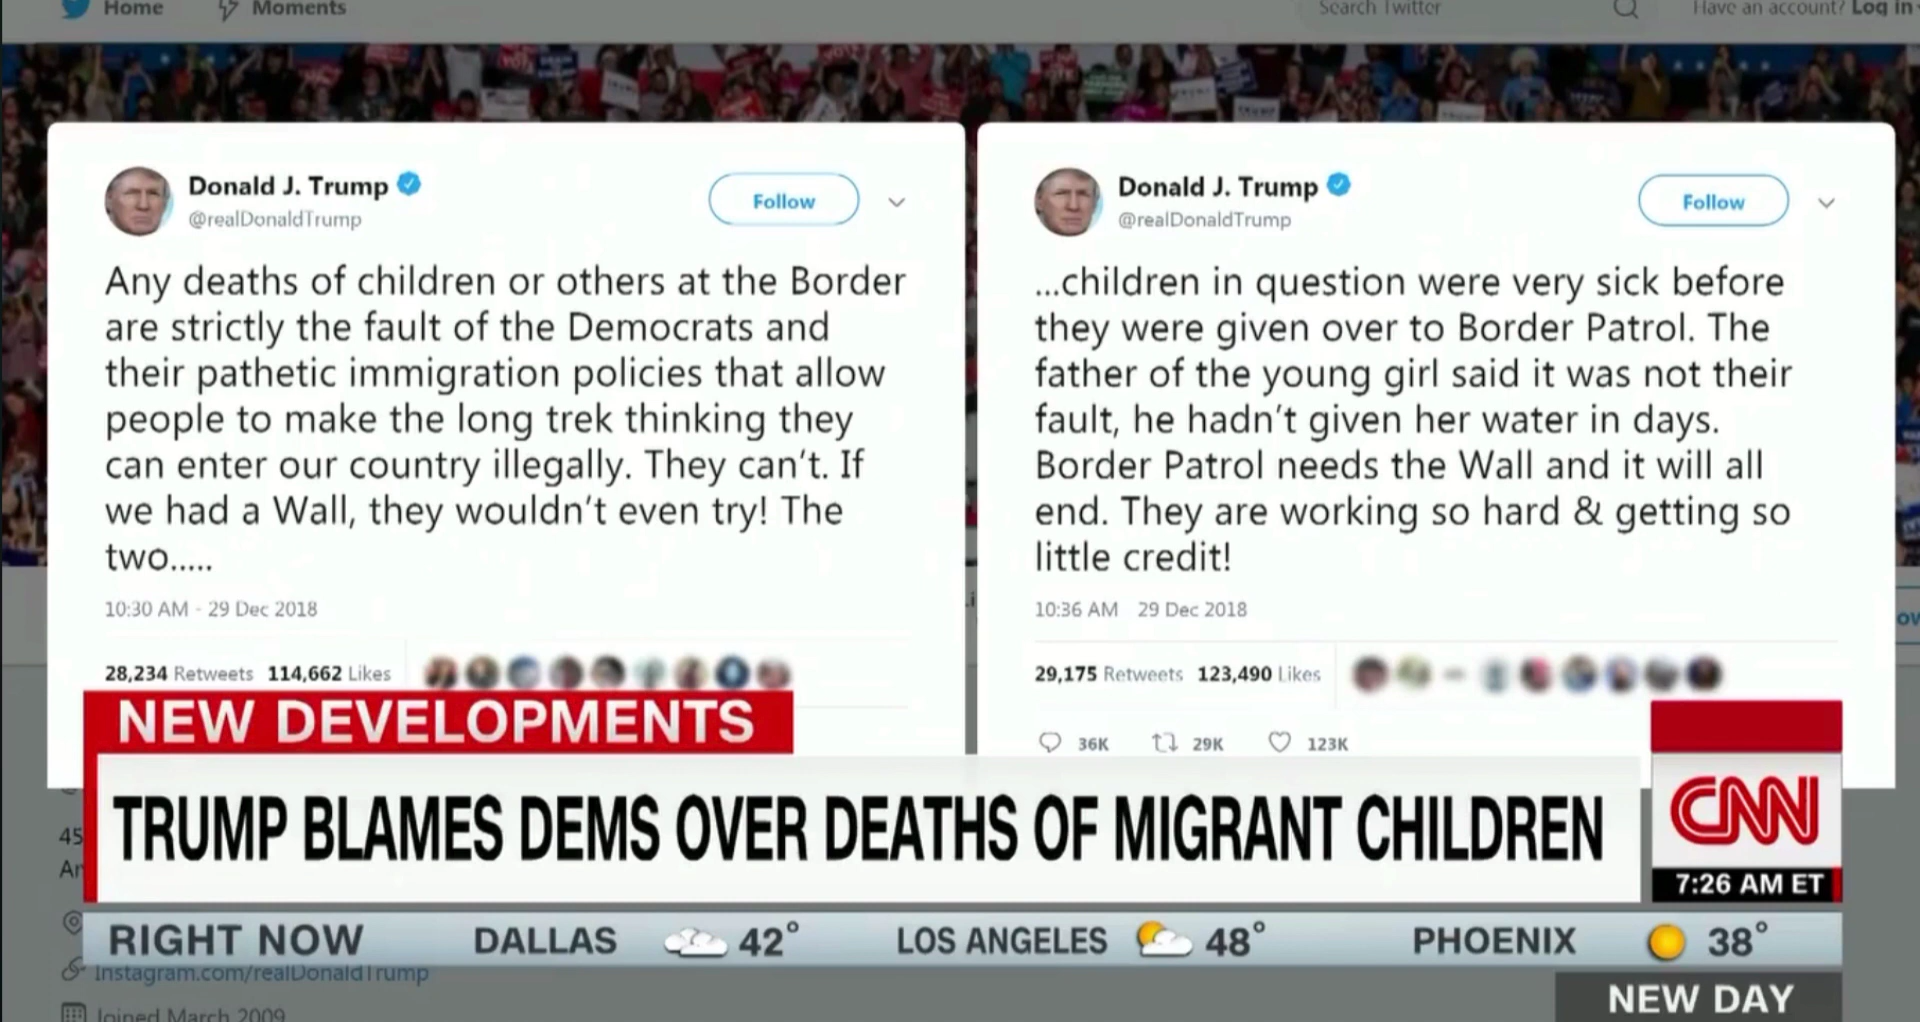 Home Moments Search Twitter Have an account? Log in
Donald J. Trump
@realDonaldTrump
Follow
Any deaths of children or others at the Border
are strictly the fault of the Democrats and
their pathetic immigration policies that allow
people to make the long trek thinking they
can enter our country illegally. They can't. If
we had a Wall, they wouldn't even try! The
two.....
10:30 AM - 29 Dec 2018
28,234 Retweets 114,662 Likes
Donald J. Trump
@realDonaldTrump
Follow
...children in question were very sick before
they were given over to Border Patrol. The
father of the young girl said it was not their
fault, he hadn't given her water in days.
Border Patrol needs the Wall and it will all
end. They are working so hard & getting so
little credit!
10:36 AM 29 Dec 2018
29,175 Retweets 123,490 Likes
36K 29K 123K
NEW DEVELOPMENTS
TRUMP BLAMES DEMS OVER DEATHS OF MIGRANT CHILDREN
CNN
7:26 AM ET
45
RIGHT NOW DALLAS 42° LOS ANGELES 48° PHOENIX 38°
Instagram.com/realDonaldTrump
NEW DAY
Joined March 2009